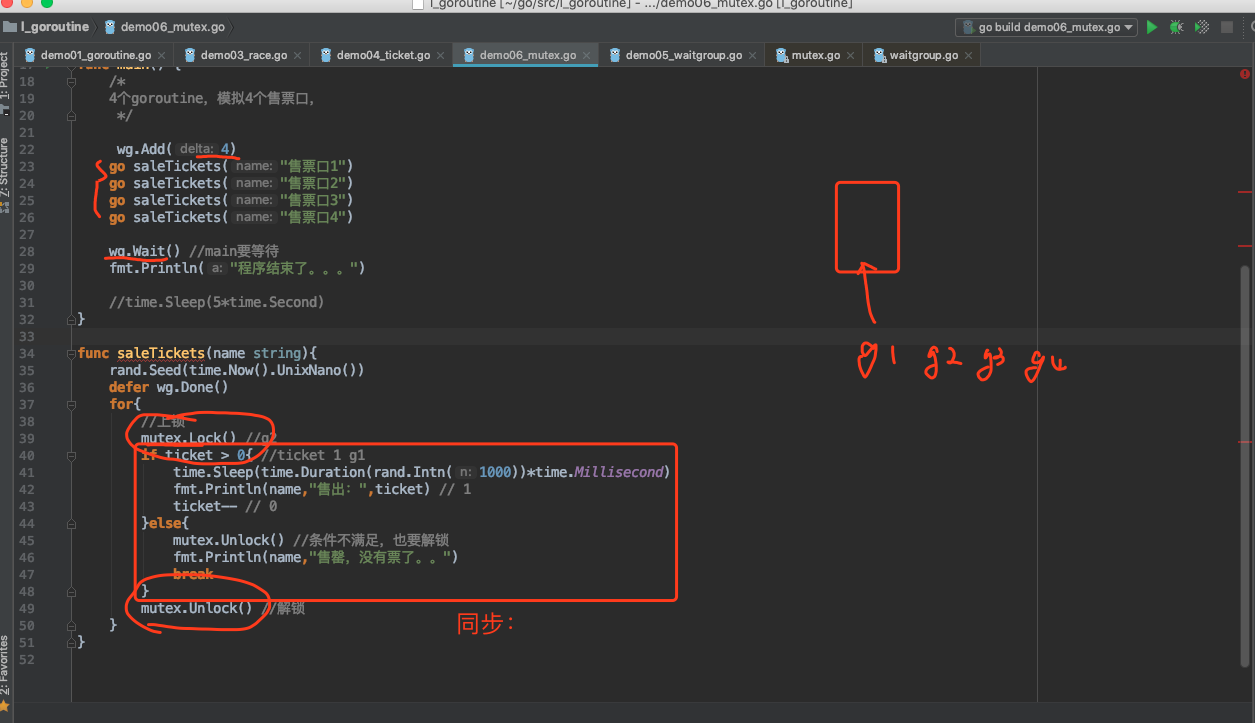 l_goroutine [~/go/src/l_goroutine] - .../demo06_mutex.go [l_goroutine]
l_goroutine demo06_mutex.go
go build demo06_mutex.go
demo01_goroutine.go demo03_race.go demo04_ticket.go demo06_mutex.go demo05_waitgroup.go mutex.go waitgroup.go
1: Project
7: Structure
2: Favorites
func main() {
18 /*
19 4个goroutine，模拟4个售票口，
20 */
21
22 wg.Add( delta: 4)
23 go saleTickets( name: "售票口1")
24 go saleTickets( name: "售票口2")
25 go saleTickets( name: "售票口3")
26 go saleTickets( name: "售票口4")
27
28 wg.Wait() //main要等待
29 fmt.Println( a: "程序结束了。。。")
30
31 //time.Sleep(5*time.Second)
32 }
33
34 func saleTickets(name string){
35 rand.Seed(time.Now().UnixNano())
36 defer wg.Done()
37 for{
38 //上锁
39 mutex.Lock() //g2
40 if ticket > 0{ //ticket 1 g1
41 time.Sleep(time.Duration(rand.Intn( n: 1000))*time.Millisecond)
42 fmt.Println(name,"售出：",ticket) // 1
43 ticket-- // 0
44 }else{
45 mutex.Unlock() //条件不满足，也要解锁
46 fmt.Println(name,"售罄，没有票了。。")
47 break
48 }
49 mutex.Unlock() //解锁
50 }
51 }
52
g1 g2 g3 g4
同步：